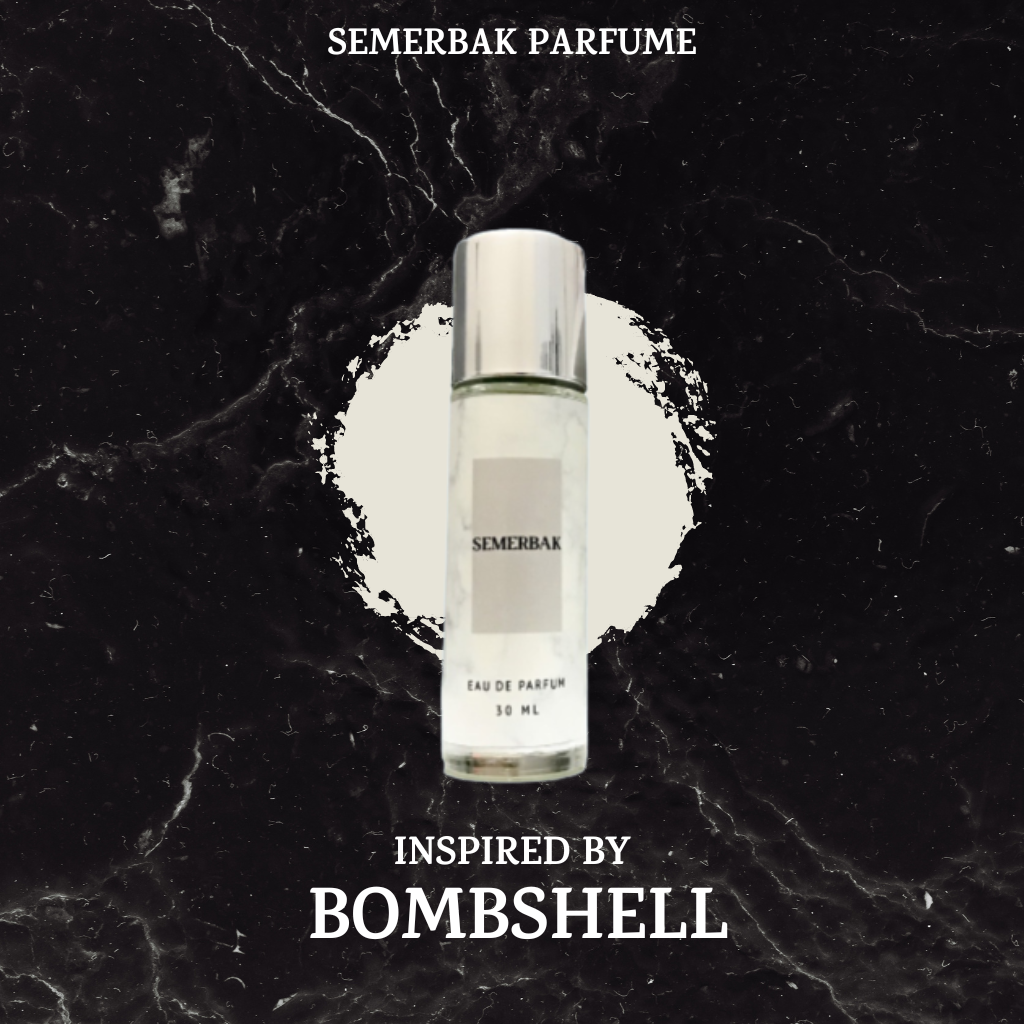 SEMERBAK PARFUME
SEMERBAK
EAU DE PARFUM
30 ML
INSPIRED BY
BOMBSHELL